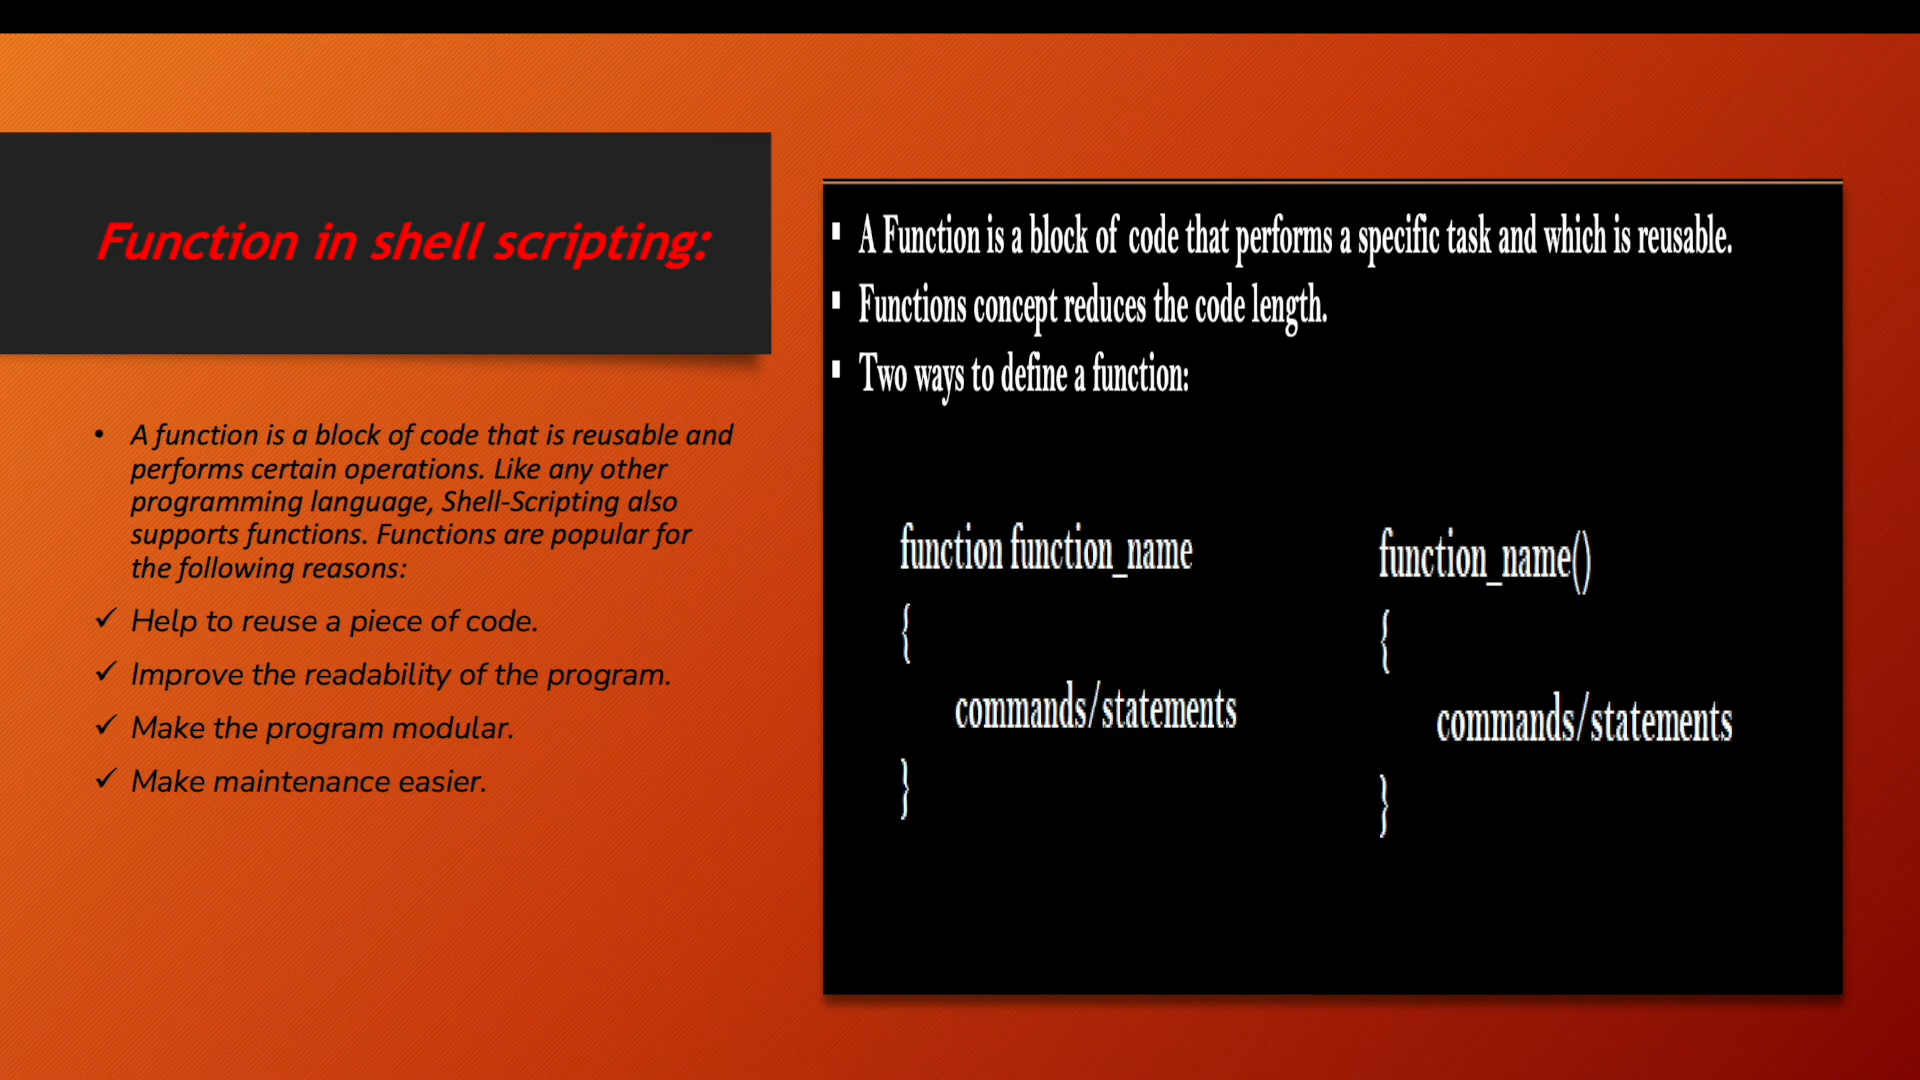 Function in shell scripting:
• A function is a block of code that is reusable and
performs certain operations. Like any other
programming language, Shell-Scripting also
supports functions. Functions are popular for
the following reasons:
✓ Help to reuse a piece of code.
✓ Improve the readability of the program.
✓ Make the program modular.
✓ Make maintenance easier.
▪ A Function is a block of code that performs a specific task and which is reusable.
▪ Functions concept reduces the code length.
▪ Two ways to define a function:
function function_name
{
commands/statements
}
function_name()
{
commands/statements
}